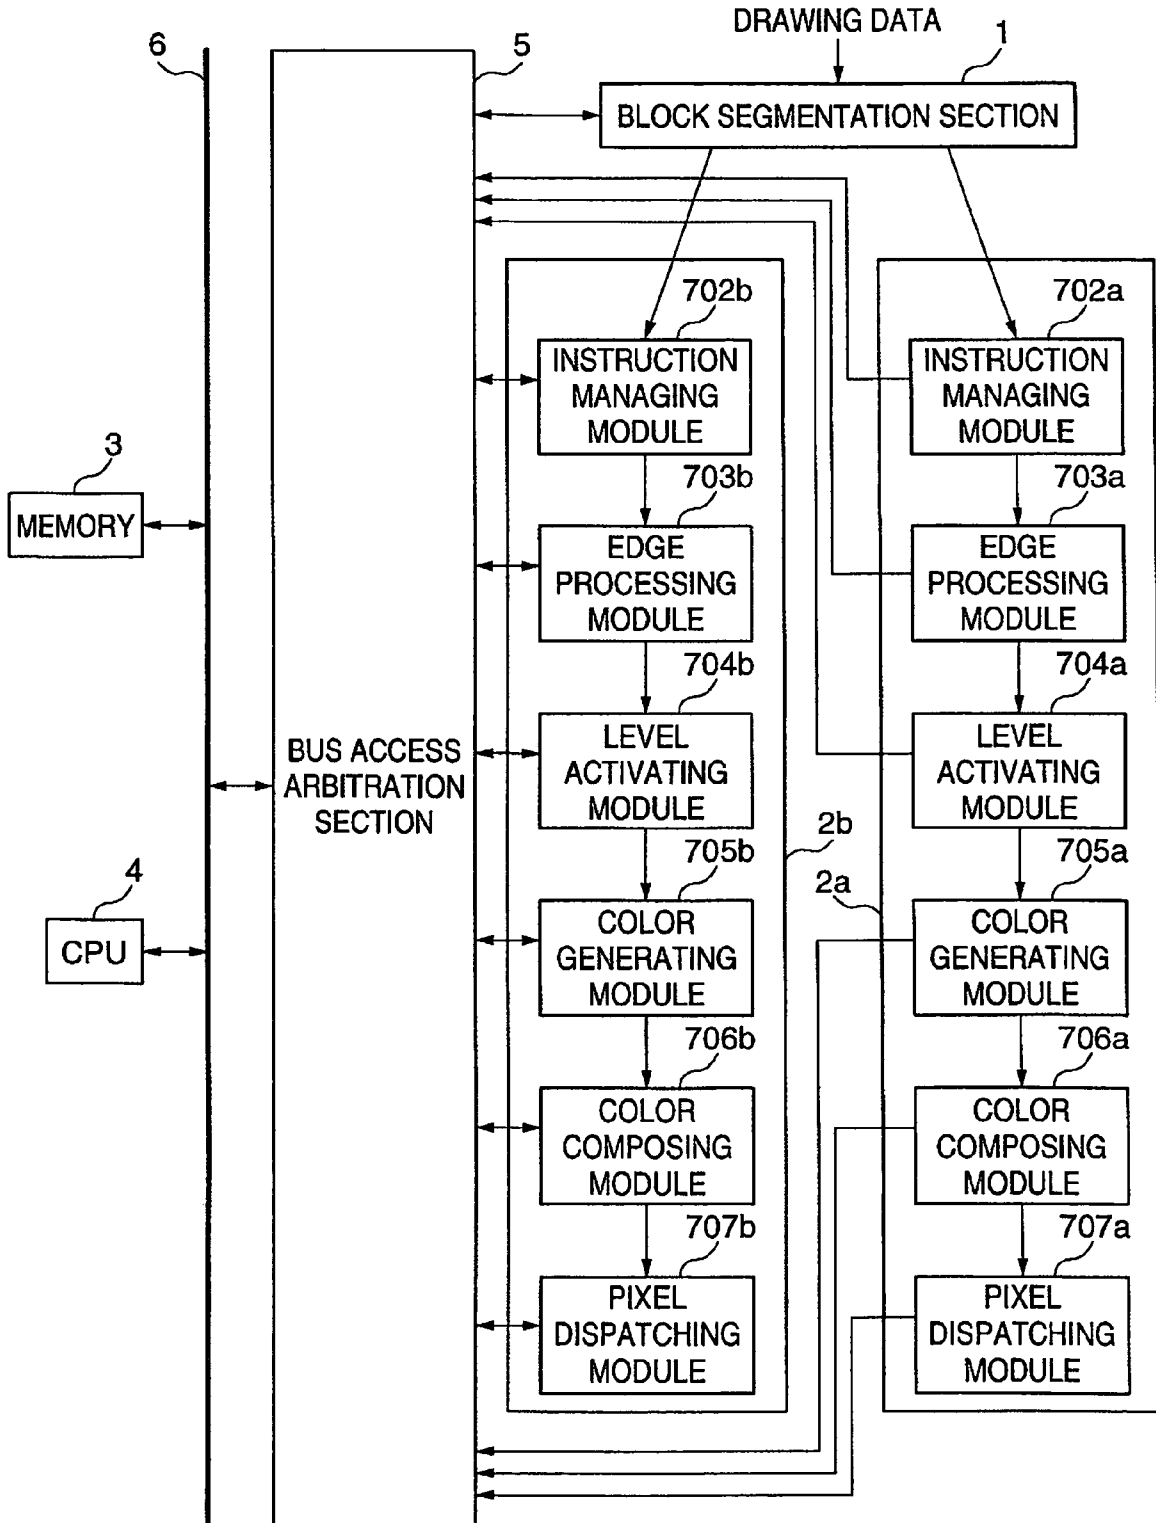 DRAWING DATA
6
5
1
BLOCK SEGMENTATION SECTION
702b
INSTRUCTION
MANAGING
MODULE
702a
INSTRUCTION
MANAGING
MODULE
3
MEMORY
703b
EDGE
PROCESSING
MODULE
703a
EDGE
PROCESSING
MODULE
704b
LEVEL
ACTIVATING
MODULE
704a
LEVEL
ACTIVATING
MODULE
BUS ACCESS
ARBITRATION
SECTION
2b
2a
4
CPU
705b
COLOR
GENERATING
MODULE
705a
COLOR
GENERATING
MODULE
706b
COLOR
COMPOSING
MODULE
706a
COLOR
COMPOSING
MODULE
707b
PIXEL
DISPATCHING
MODULE
707a
PIXEL
DISPATCHING
MODULE